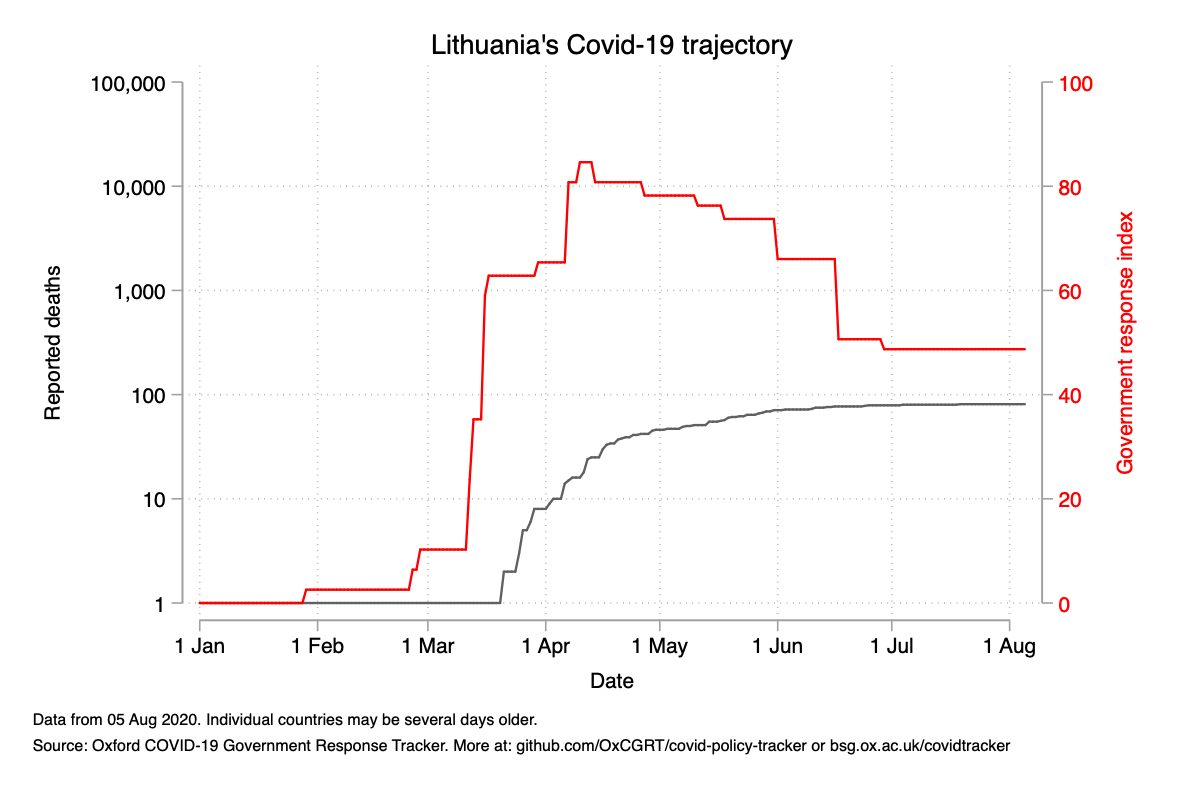 Lithuania's Covid-19 trajectory
100,000
10,000
1,000
100
10
1
Reported deaths
100
80
60
40
20
0
Government response index
1 Jan 1 Feb 1 Mar 1 Apr 1 May 1 Jun 1 Jul 1 Aug
Date
Data from 05 Aug 2020. Individual countries may be several days older.
Source: Oxford COVID-19 Government Response Tracker. More at: github.com/OxCGRT/covid-policy-tracker or bsg.ox.ac.uk/covidtracker